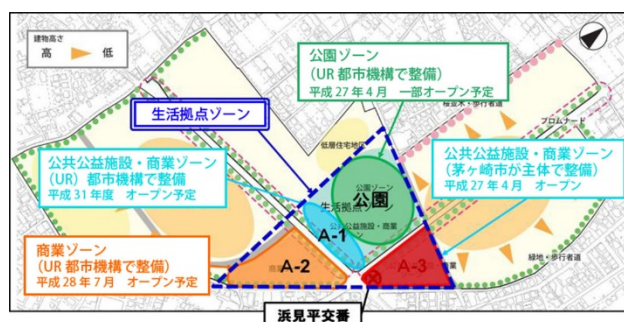 建物高さ
高 低
公園ゾーン
(UR 都市機構で整備)
平成 27 年 4 月 一部オープン予定
生活拠点ゾーン
桜並木・歩行者道
プロムナード
低層住宅地区
公共公益施設・商業ゾーン
(UR) 都市機構で整備
平成 31 年度 オープン予定
公共公益施設・商業ゾーン
(茅ヶ崎市が主体で整備)
平成 27 年 4 月 オープン
公園ゾーン
公園
生活拠点ゾーン
公共公益施設・商業
A-1
商業ゾーン
(UR 都市機構で整備)
平成 28 年 7 月 オープン予定
A-2
A-3
緑地・歩行者道
浜見平交番